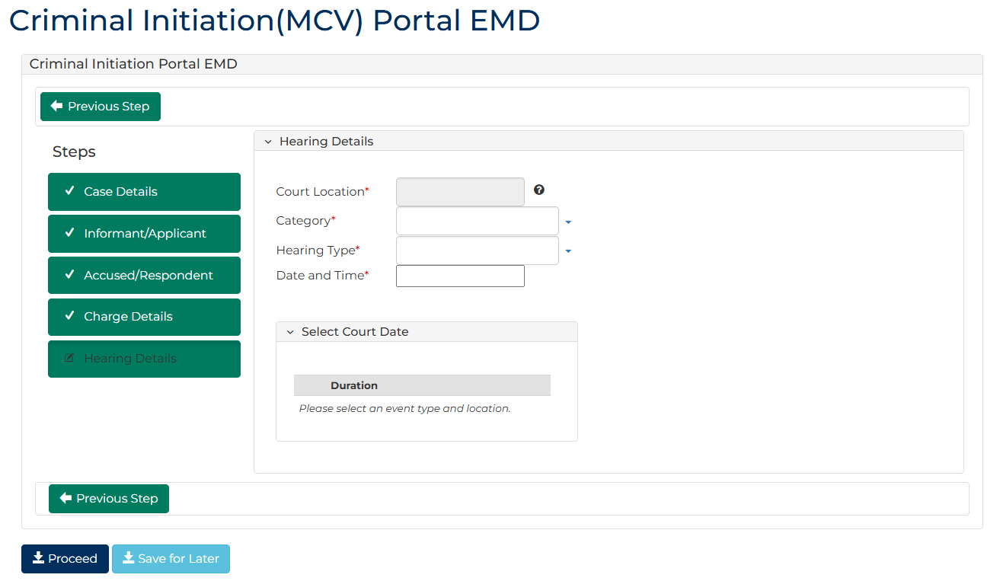 Criminal Initiation(MCV) Portal EMD
Criminal Initiation Portal EMD
Previous Step
Steps
Case Details
Informant/Applicant
Accused/Respondent
Charge Details
Hearing Details
Hearing Details
Court Location*
Category*
Hearing Type*
Date and Time*
Select Court Date
Duration
Please select an event type and location.
Previous Step
Proceed
Save for Later